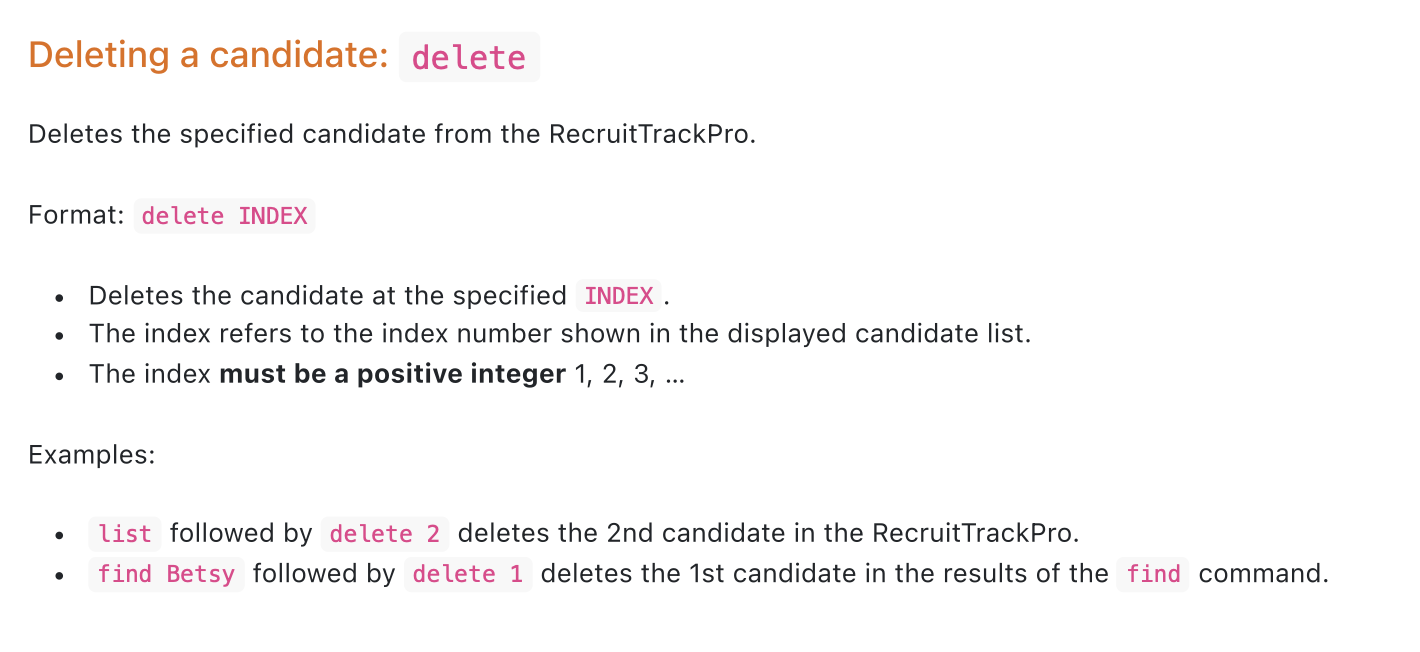 Deleting a candidate: delete
Deletes the specified candidate from the RecruitTrackPro.
Format: delete INDEX
• Deletes the candidate at the specified INDEX.
• The index refers to the index number shown in the displayed candidate list.
• The index must be a positive integer 1, 2, 3, …
Examples:
• list followed by delete 2 deletes the 2nd candidate in the RecruitTrackPro.
• find Betsy followed by delete 1 deletes the 1st candidate in the results of the find command.